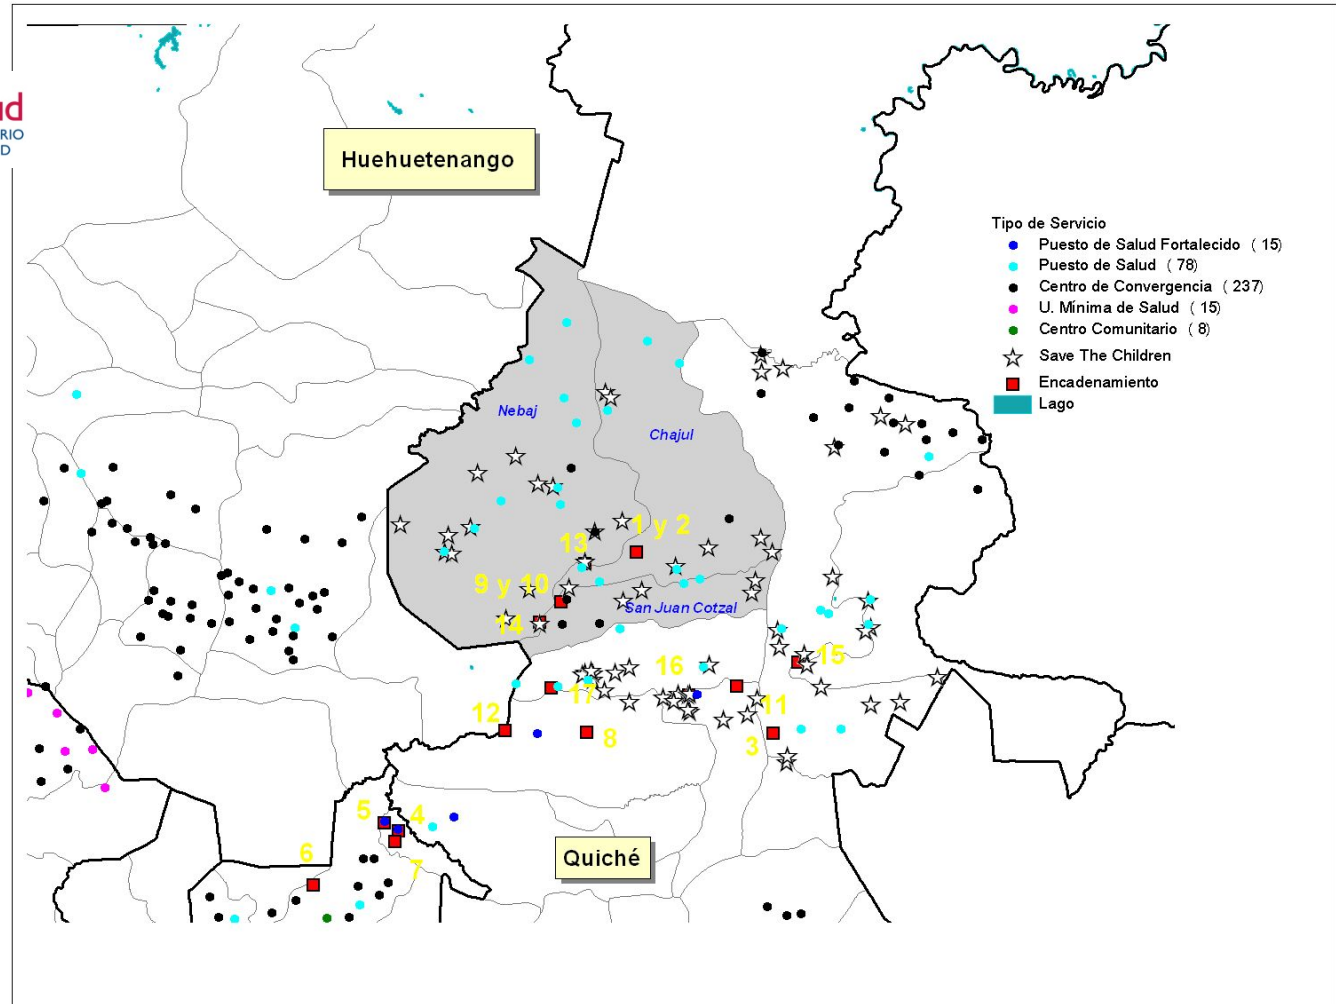 ud
RIO
D
Huehuetenango
Tipo de Servicio
Puesto de Salud Fortalecido ( 15)
Puesto de Salud ( 78)
Centro de Convergencia ( 237)
U. Mínima de Salud ( 15)
Centro Comunitario ( 8)
Save The Children
Encadenamiento
Lago
Nebaj
Chajul
1 y 2
13
9 y 10
San Juan Cotzal
14
16
15
17
11
12
8
3
5
4
6
7
Quiché